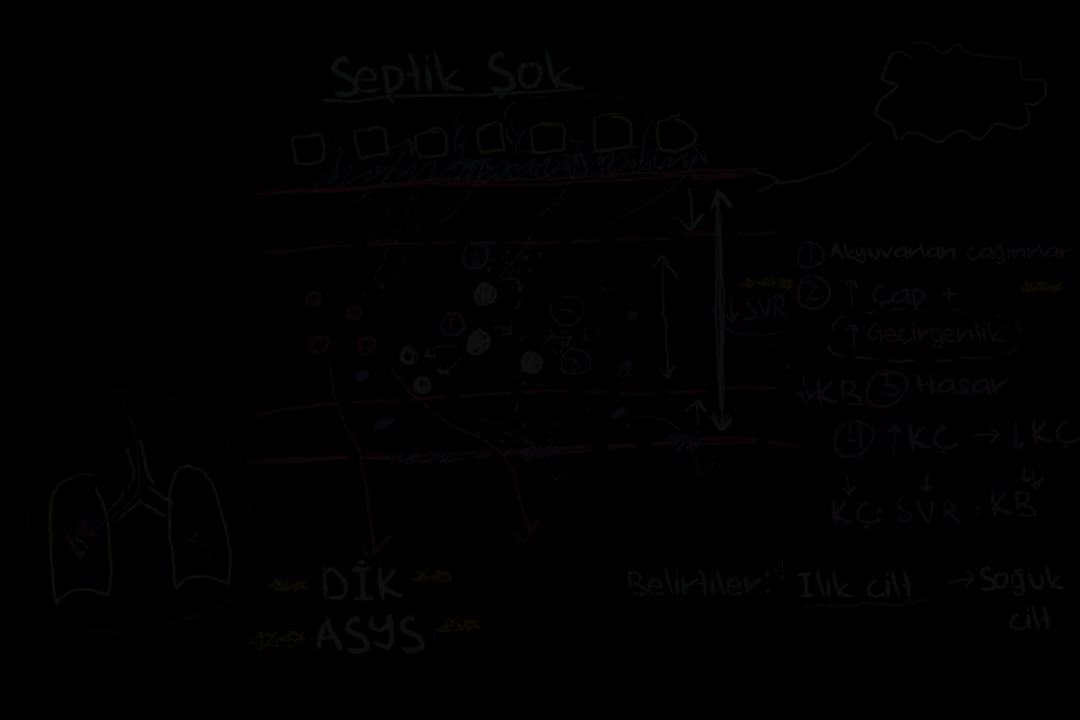 Septik Şok
① Akyuvarları çağırırlar
② ↑ Çap +
↑ Geçirgenlik
↓SVR
↓KB ③ Hasar
④ ↑KÇ → ↓KÇ
KÇ · SVR = KB
DİK
ASYS
Belirtiler: Ilık cilt → Soğuk
cilt